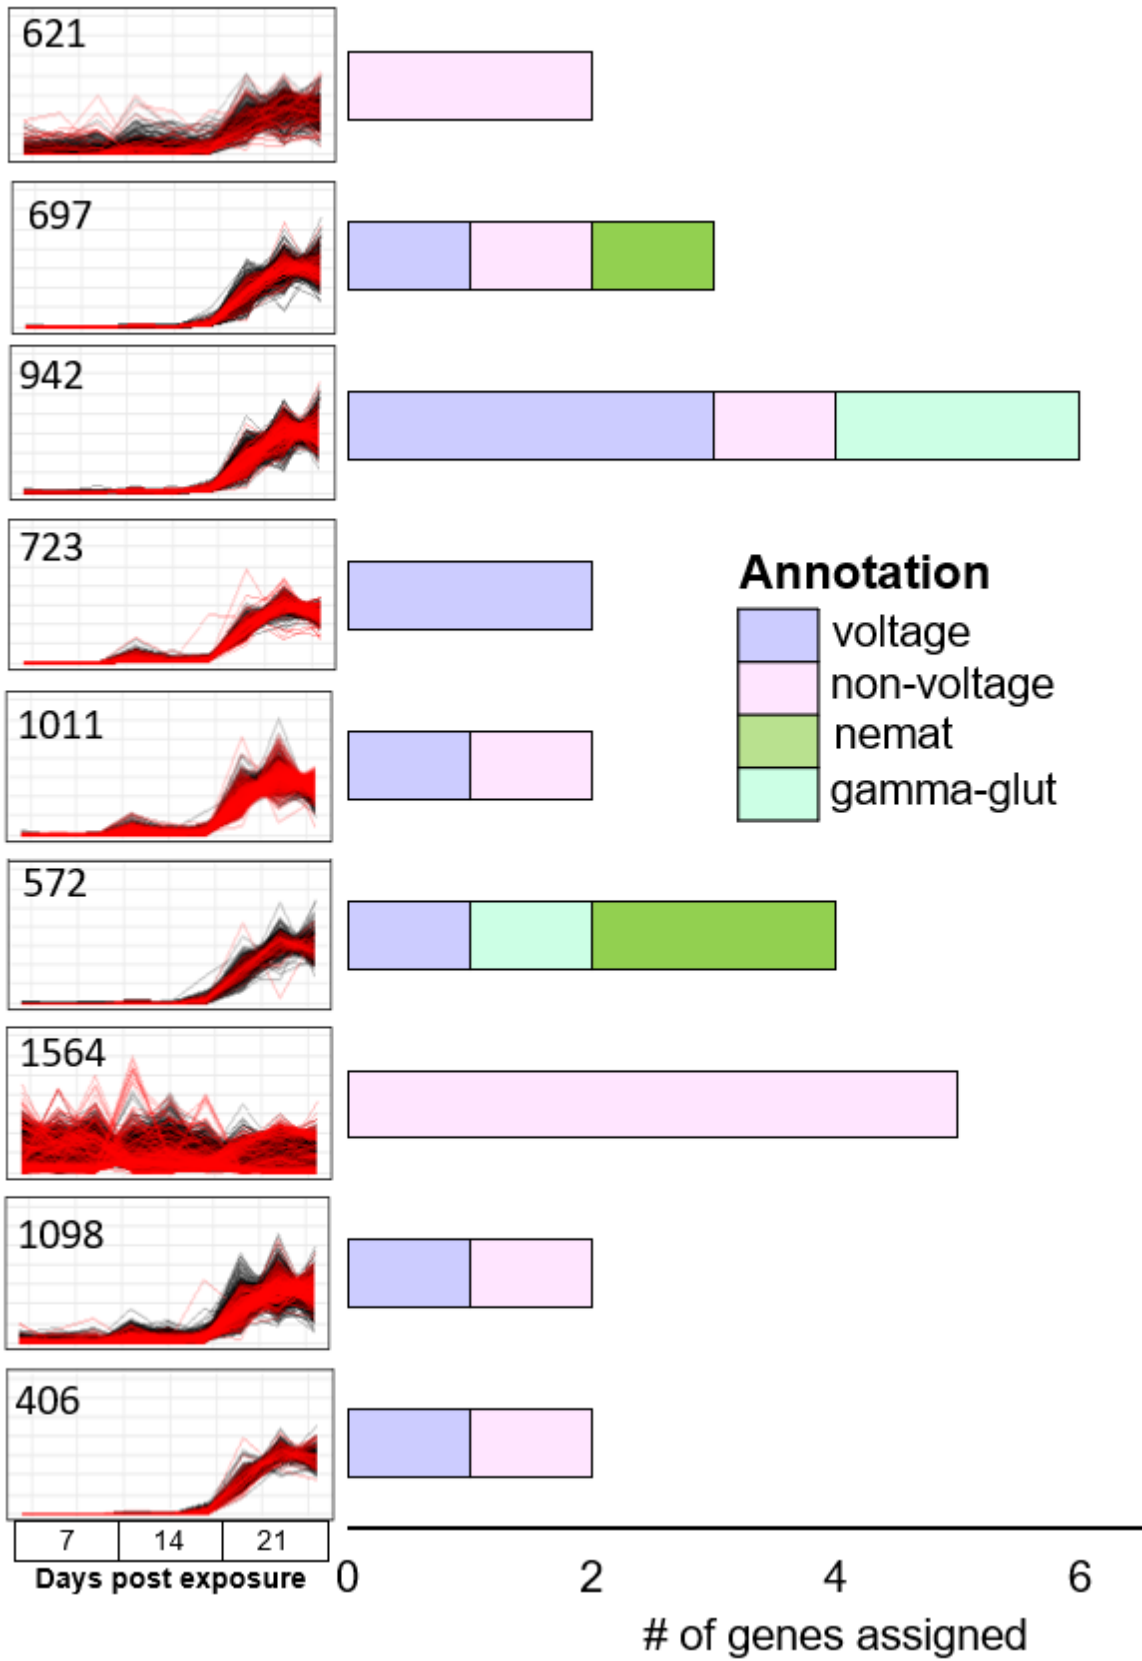 621
697
942
723
Annotation
voltage
non-voltage
nemat
gamma-glut
1011
572
1564
1098
406
7 14 21
Days post exposure
0 2 4 6
# of genes assigned